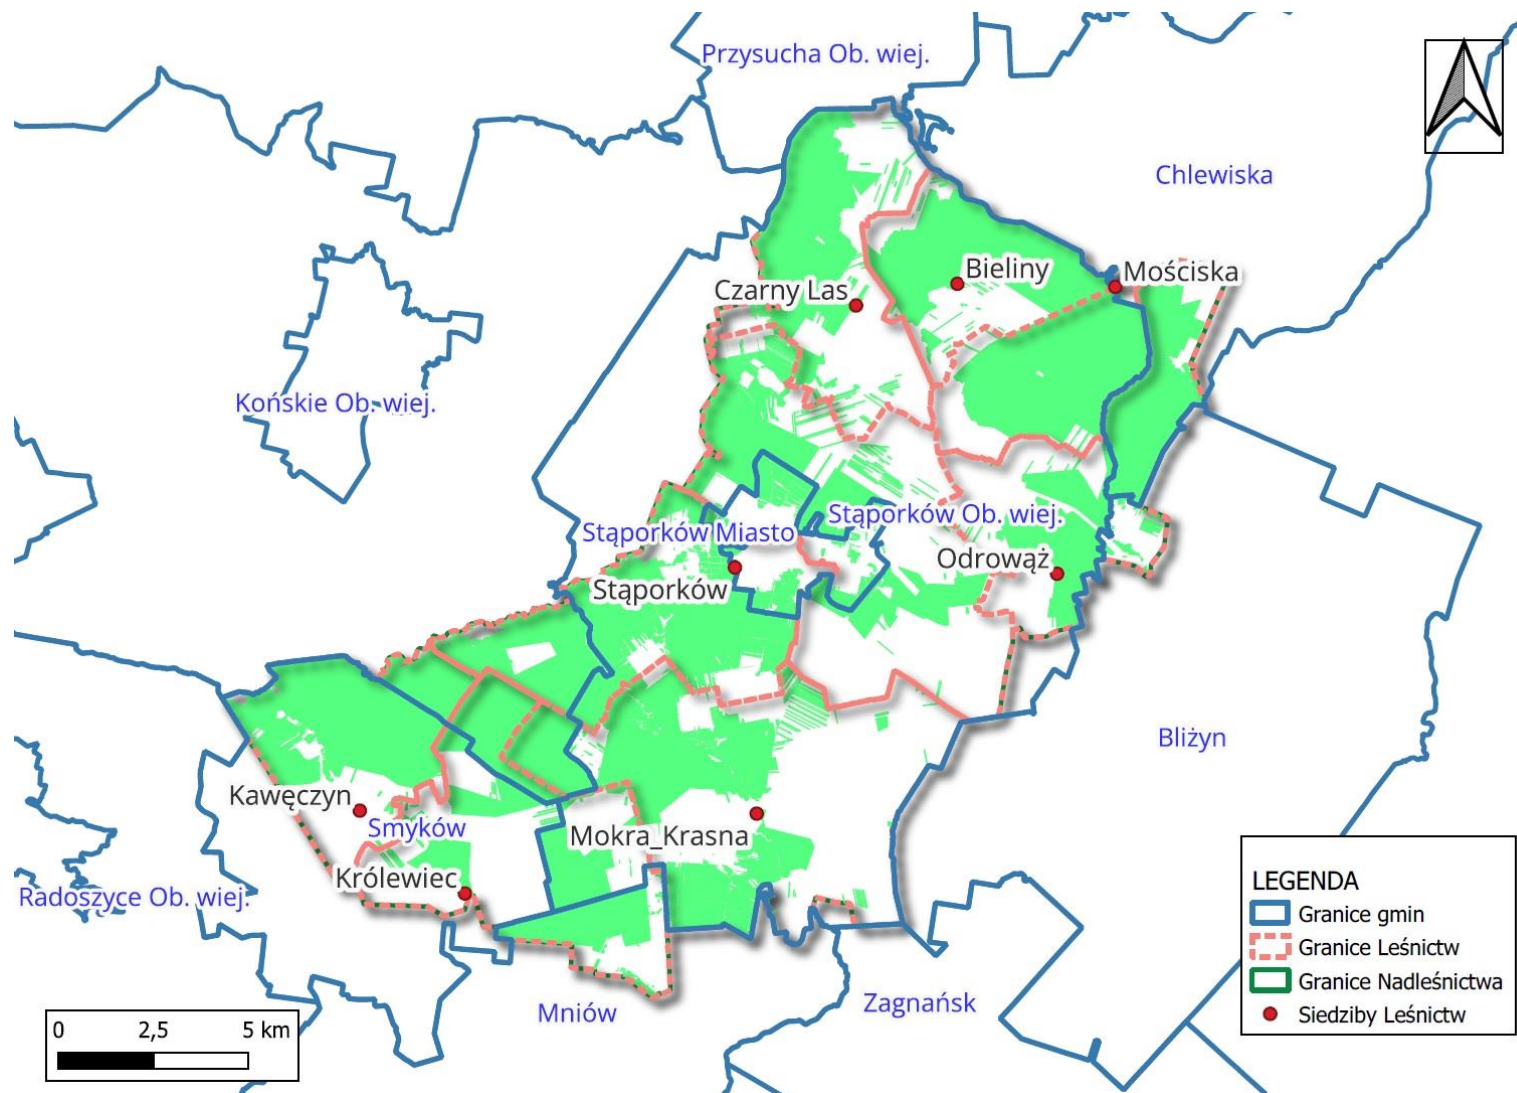 Przysucha Ob. wiej.
Chlewiska
Bieliny
Mościska
Czarny Las
Końskie Ob. wiej.
Stąporków Ob. wiej.
Stąporków Miasto
Odrowąż
Stąporków
Bliżyn
Kawęczyn
Smyków
Mokra_Krasna
Królewiec
Radoszyce Ob. wiej.
Mniów
Zagnańsk
LEGENDA
Granice gmin
Granice Leśnictw
Granice Nadleśnictwa
Siedziby Leśnictw
0 2,5 5 km